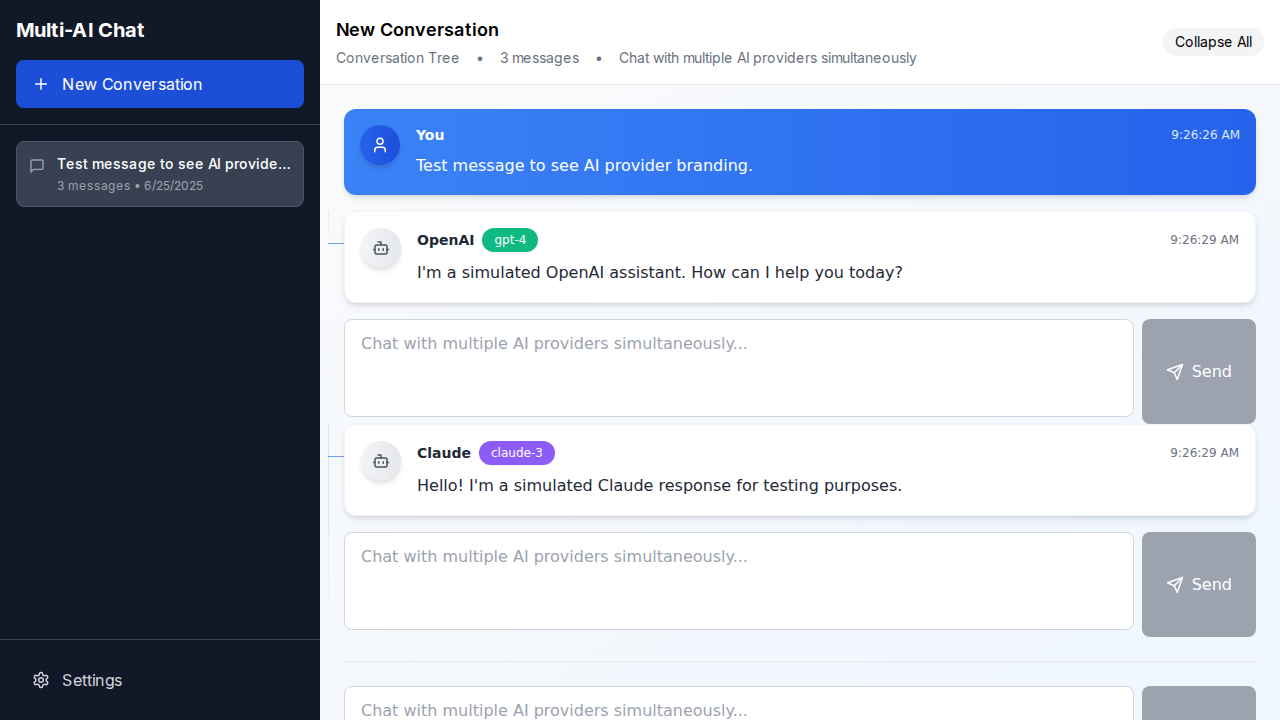 Multi-AI Chat
New Conversation
Test message to see AI provide...
3 messages • 6/25/2025
Settings
New Conversation
Conversation Tree • 3 messages • Chat with multiple AI providers simultaneously
Collapse All
You 9:26:26 AM
Test message to see AI provider branding.
OpenAI gpt-4 9:26:29 AM
I'm a simulated OpenAI assistant. How can I help you today?
Chat with multiple AI providers simultaneously...
Send
Claude claude-3 9:26:29 AM
Hello! I'm a simulated Claude response for testing purposes.
Chat with multiple AI providers simultaneously...
Send
Chat with multiple AI providers simultaneously...